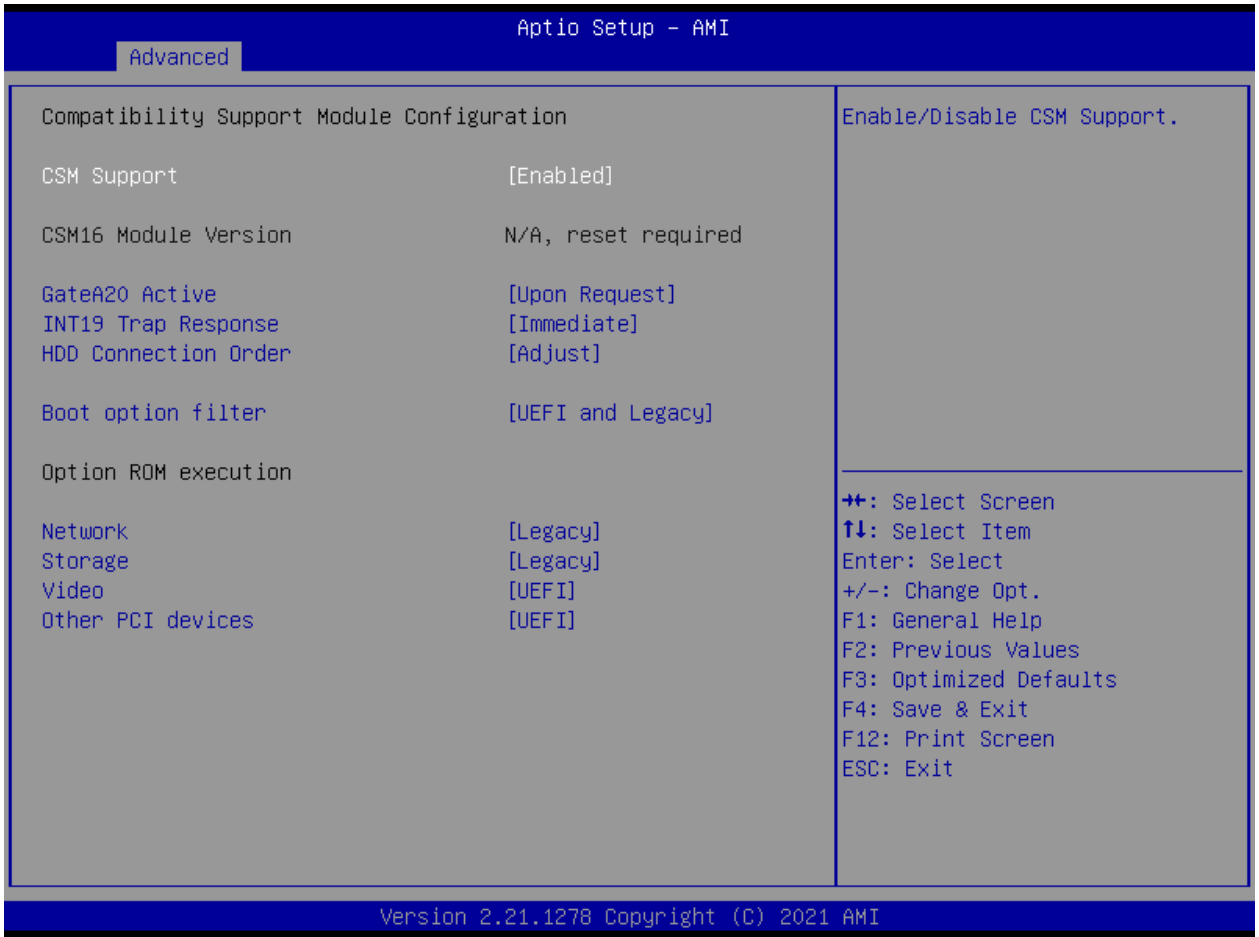 Aptio Setup – AMI
Advanced
Compatibility Support Module Configuration
CSM Support [Enabled]
CSM16 Module Version N/A, reset required
GateA20 Active [Upon Request]
INT19 Trap Response [Immediate]
HDD Connection Order [Adjust]
Boot option filter [UEFI and Legacy]
Option ROM execution
Network [Legacy]
Storage [Legacy]
Video [UEFI]
Other PCI devices [UEFI]
Enable/Disable CSM Support.
→←: Select Screen
↑↓: Select Item
Enter: Select
+/-: Change Opt.
F1: General Help
F2: Previous Values
F3: Optimized Defaults
F4: Save & Exit
F12: Print Screen
ESC: Exit
Version 2.21.1278 Copyright (C) 2021 AMI